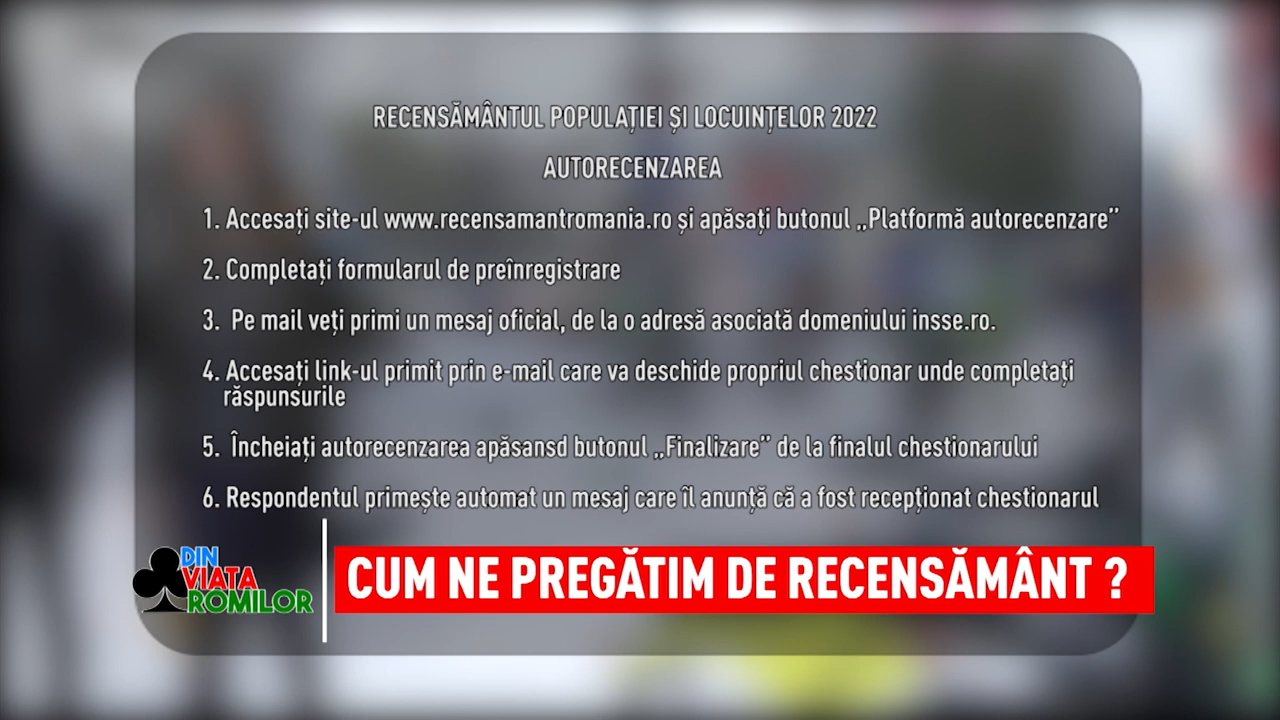 RECENSĂMÂNTUL POPULAȚIEI ȘI LOCUINȚELOR 2022
AUTORECENZAREA
1. Accesați site-ul www.recensamantromania.ro și apăsați butonul ,,Platformă autorecenzare”
2. Completați formularul de preînregistrare
3. Pe mail veți primi un mesaj oficial, de la o adresă asociată domeniului insse.ro.
4. Accesați link-ul primit prin e-mail care va deschide propriul chestionar unde completați
răspunsurile
5. Încheiați autorecenzarea apăsansd butonul ,,Finalizare” de la finalul chestionarului
6. Respondentul primește automat un mesaj care îl anunță că a fost recepționat chestionarul
DIN
VIATA
ROMILOR
CUM NE PREGĂTIM DE RECENSĂMÂNT ?